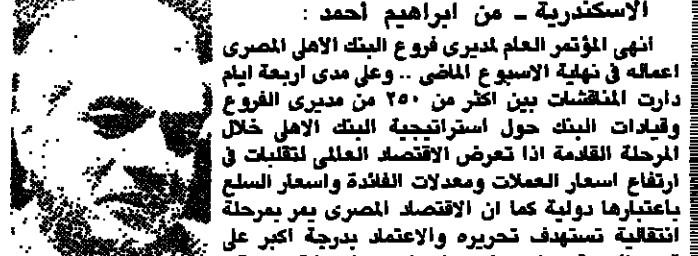 الاسكندرية ـ من ابراهيم أحمد :
أنهى المؤتمر العام لمديرى فروع البنك الاهلى المصرى
اعماله فى نهاية الاسبوع الماضى .. وعلى مدى اربعة ايام
دارت المناقشات بين اكثر من ٢٥٠ من مديرى الفروع
وقيادات البنك حول استراتيجية البنك الاهلى خلال
المرحلة القادمة اذا تعرض الاقتصاد العالمى لتقلبات فى
ارتفاع اسعار العملات ومعدلات الفائدة واسعار السلع
باعتبارها دولية كما ان الاقتصاد المصرى يمر بمرحلة
انتقالية تستهدف تحريره والاعتماد بدرجة اكبر على